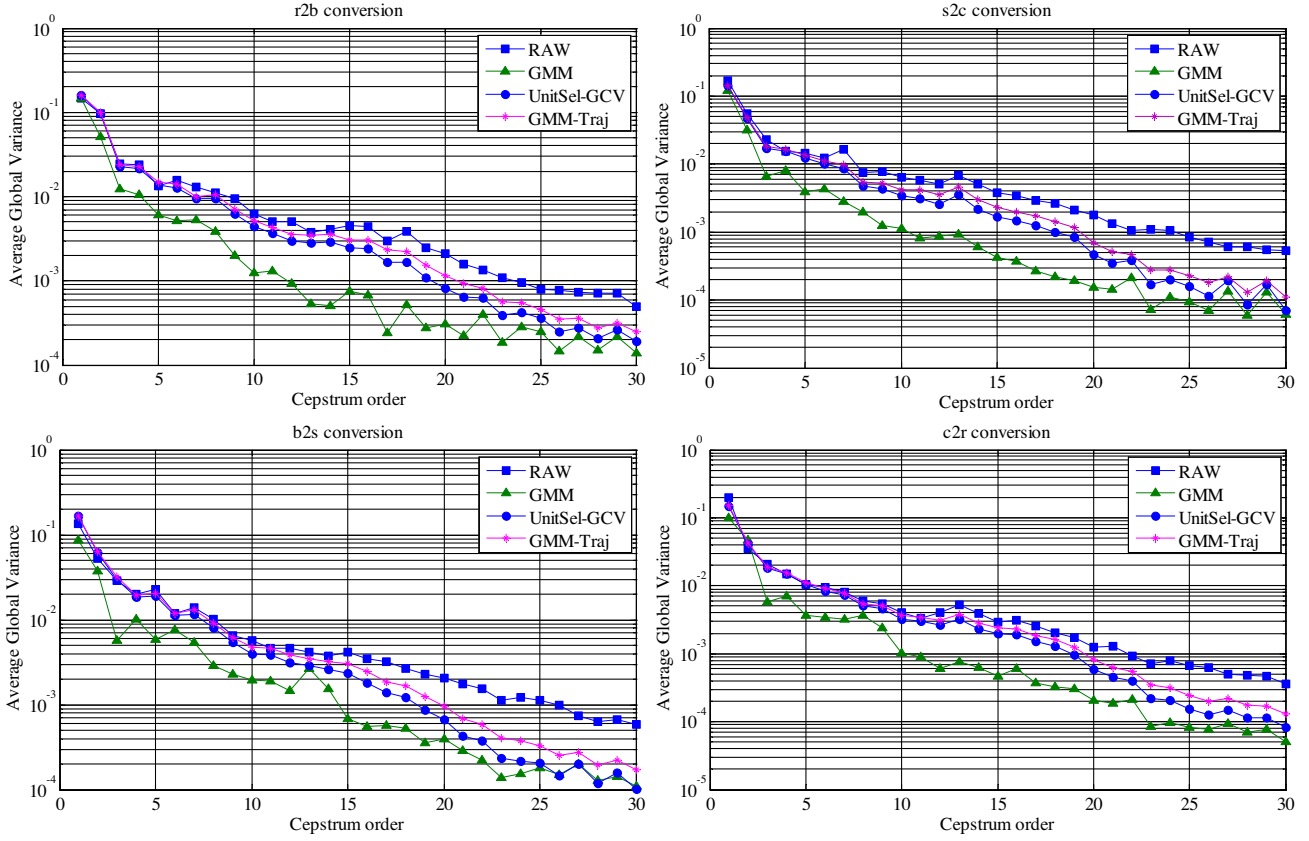 r2b conversion
10^0
10^-1
10^-2
10^-3
10^-4
Average Global Variance
0 5 10 15 20 25 30
Cepstrum order
RAW
GMM
UnitSel-GCV
GMM-Traj
s2c conversion
10^0
10^-1
10^-2
10^-3
10^-4
10^-5
Average Global Variance
0 5 10 15 20 25 30
Cepstrum order
RAW
GMM
UnitSel-GCV
GMM-Traj
b2s conversion
10^0
10^-1
10^-2
10^-3
10^-4
Average Global Variance
0 5 10 15 20 25 30
Cepstrum order
RAW
GMM
UnitSel-GCV
GMM-Traj
c2r conversion
10^0
10^-1
10^-2
10^-3
10^-4
10^-5
Average Global Variance
0 5 10 15 20 25 30
Cepstrum order
RAW
GMM
UnitSel-GCV
GMM-Traj